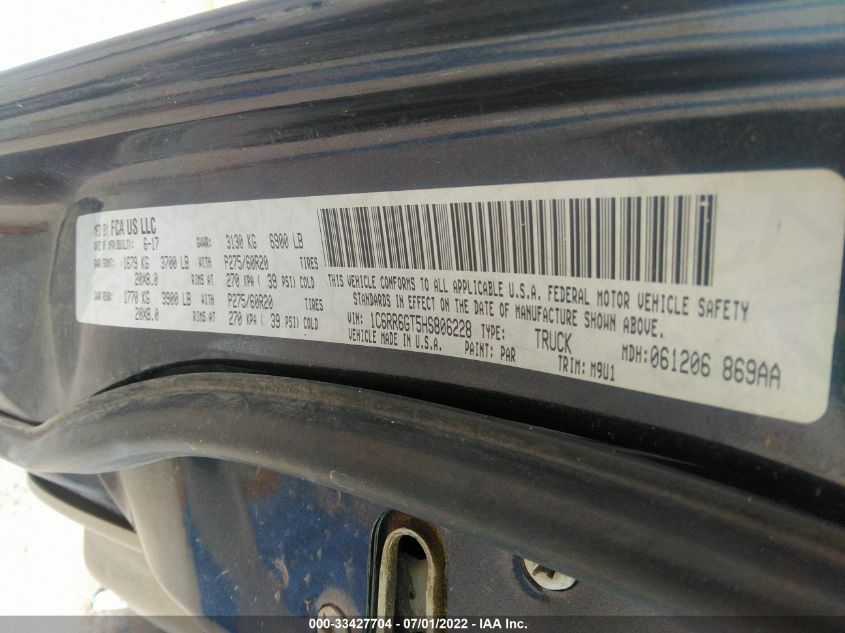 MFD BY FCA US LLC
DATE OF MFR(BUILT): 6-17 GVWR: 3130 KG 6900 LB
GAWR FRONT: 1679 KG 3700 LB WITH P275/60R20 TIRES
20X8.0 RIMS AT 270 KPA( 39 PSI) COLD
GAWR REAR: 1770 KG 3900 LB WITH P275/60R20 TIRES
20X8.0 RIMS AT 270 KPA( 39 PSI) COLD
THIS VEHICLE CONFORMS TO ALL APPLICABLE U.S.A. FEDERAL MOTOR VEHICLE SAFETY
STANDARDS IN EFFECT ON THE DATE OF MANUFACTURE SHOWN ABOVE.
VIN: 1C6RR6GT5HS806228 TYPE: TRUCK MDH: 061206 869AA
VEHICLE MADE IN U.S.A. PAINT: PAR TRIM: M9U1
000-33427704 - 07/01/2022 - IAA Inc.